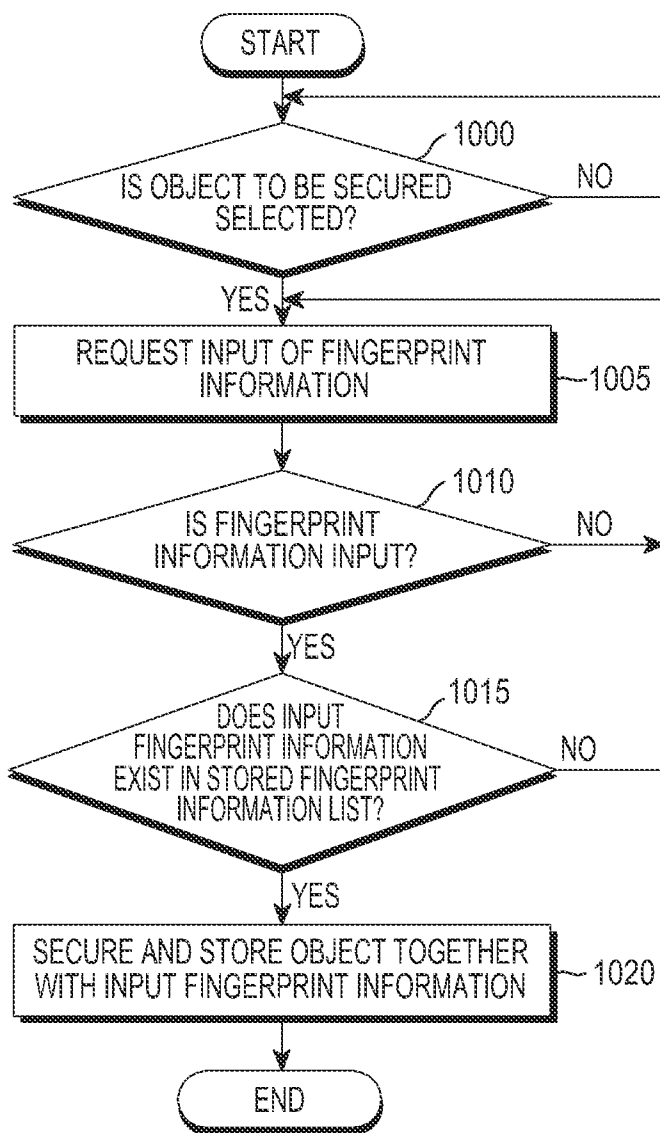 START
1000
IS OBJECT TO BE SECURED
SELECTED?
NO
YES
REQUEST INPUT OF FINGERPRINT
INFORMATION
1005
1010
IS FINGERPRINT
INFORMATION INPUT?
NO
YES
1015
DOES INPUT
FINGERPRINT INFORMATION
EXIST IN STORED FINGERPRINT
INFORMATION LIST?
NO
YES
SECURE AND STORE OBJECT TOGETHER
WITH INPUT FINGERPRINT INFORMATION
1020
END